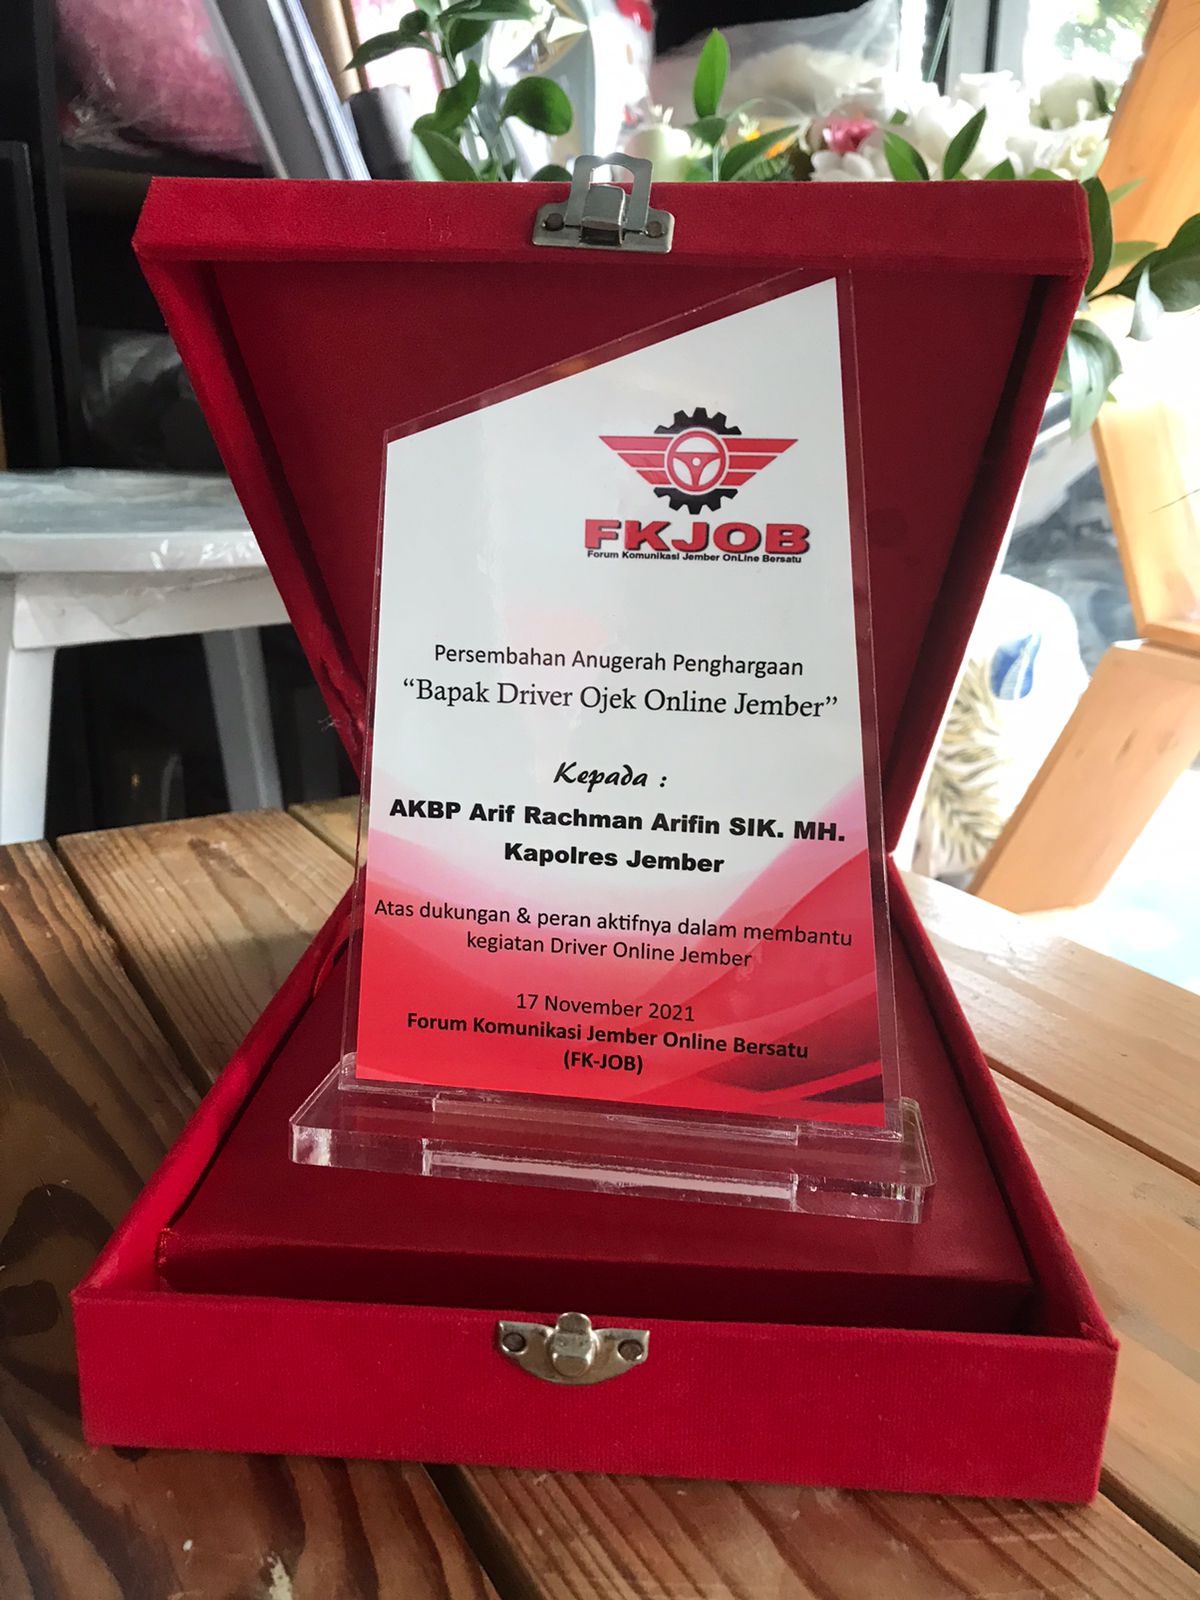 FKJOB
Forum Komunikasi Jember OnLine Bersatu
Persembahan Anugerah Penghargaan
“Bapak Driver Ojek Online Jember”
Kepada :
AKBP Arif Rachman Arifin SIK. MH.
Kapolres Jember
Atas dukungan & peran aktifnya dalam membantu
kegiatan Driver Online Jember
17 November 2021
Forum Komunikasi Jember Online Bersatu
(FK-JOB)